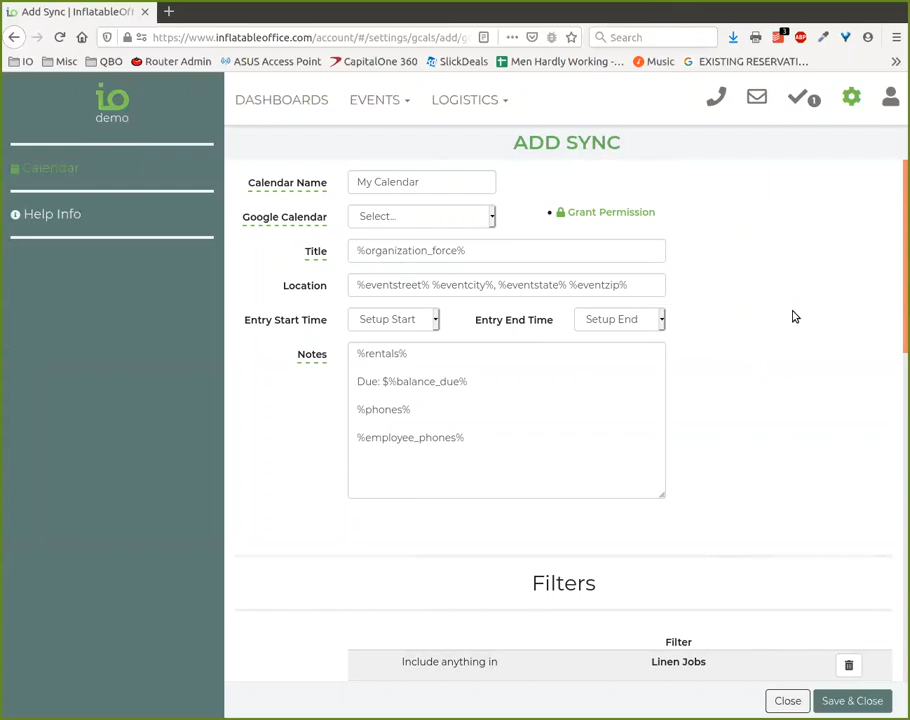 Add Sync | InflatableOf
https://www.inflatableoffice.com/account/#/settings/gcals/add/g
Search
3
ABP
IO
Misc
QBO
Router Admin
ASUS Access Point
CapitalOne 360
SlickDeals
Men Hardly Working -...
Music
EXISTING RESERVATI...
io
demo
DASHBOARDS
EVENTS
LOGISTICS
1
Calendar
Help Info
ADD SYNC
Calendar Name
My Calendar
Google Calendar
Select...
Grant Permission
Title
%organization_force%
Location
%eventstreet% %eventcity%, %eventstate% %eventzip%
Entry Start Time
Setup Start
Entry End Time
Setup End
Notes
%rentals%
Due: $%balance_due%
%phones%
%employee_phones%
Filters
Filter
Include anything in
Linen Jobs
Close
Save & Close